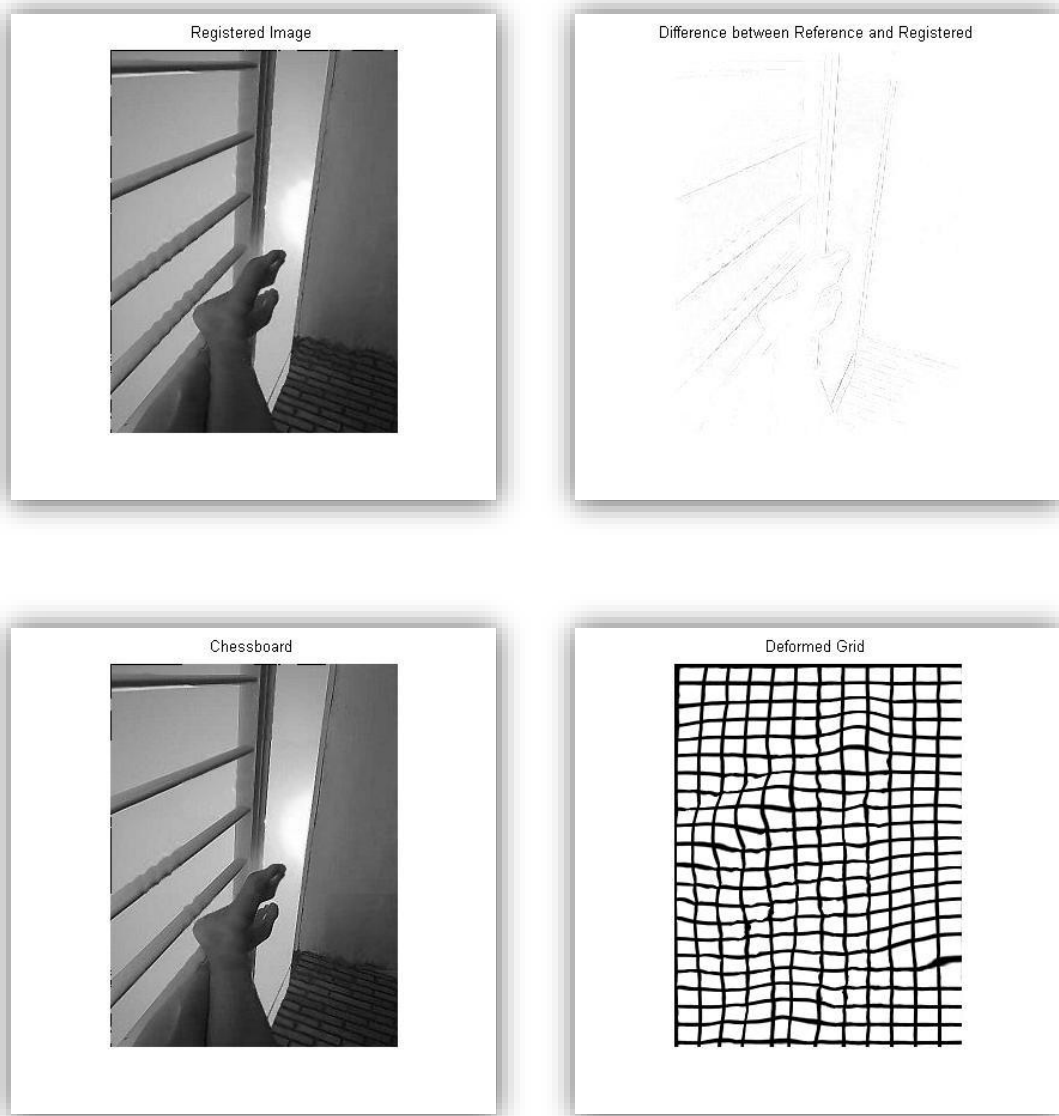 Registered Image
Difference between Reference and Registered
Chessboard
Deformed Grid